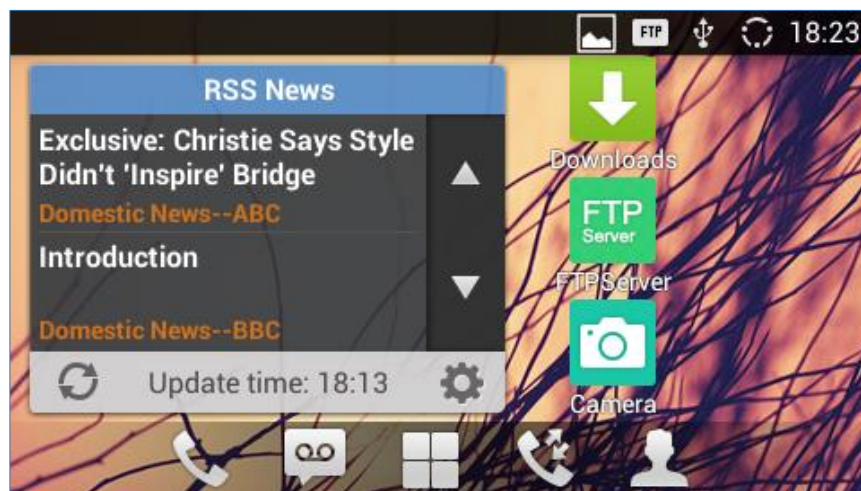 FTP 18:23
RSS News
Exclusive: Christie Says Style
Didn't 'Inspire' Bridge
Domestic News--ABC
Introduction
Domestic News--BBC
Update time: 18:13
Downloads
FTP
Server
FTPServer
Camera